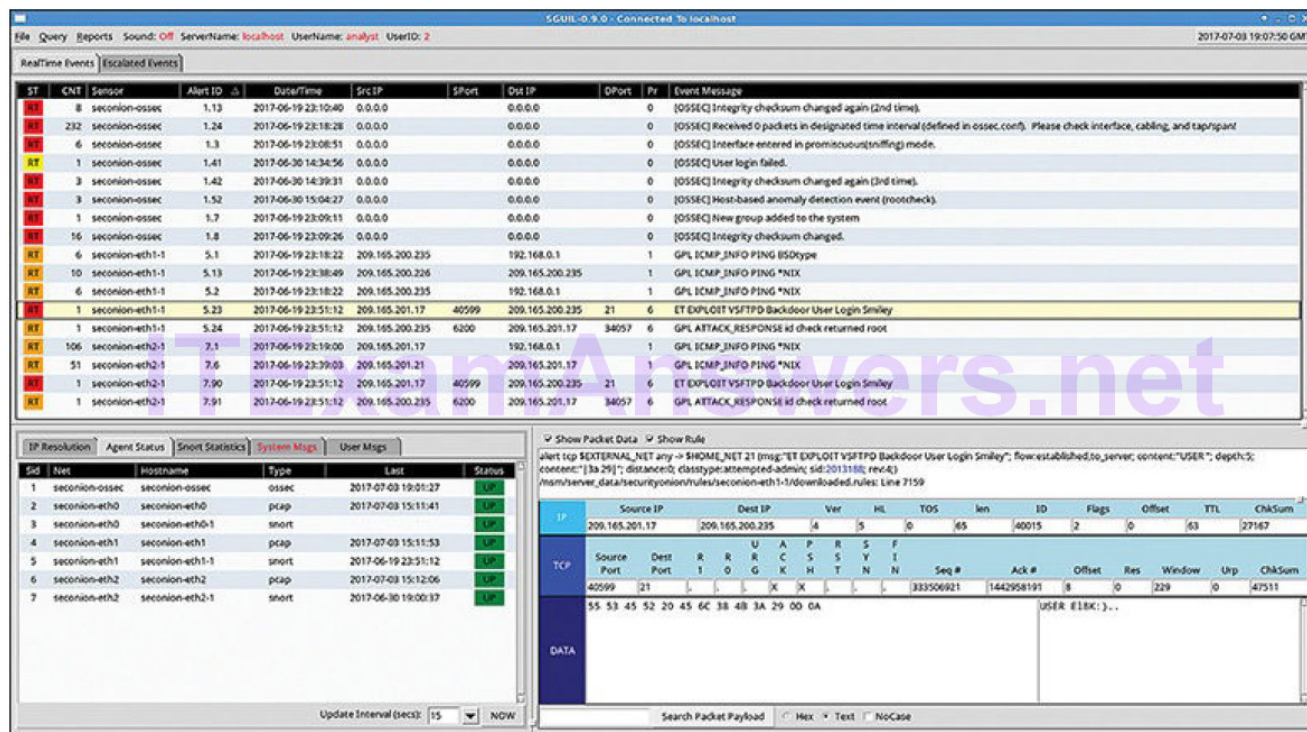 SGUIL-0.9.0 - Connected To localhost
File Query Reports Sound: Off ServerName: localhost UserName: analyst UserID: 2 2017-07-03 19:07:50 GMT
RealTime Events Escalated Events
ST CNT Sensor Alert ID Date/Time Src IP SPort Dst IP DPort Pr Event Message
RT 8 seconion-ossec 1.13 2017-06-19 23:10:40 0.0.0.0 0.0.0.0 0 [OSSEC] Integrity checksum changed again (2nd time).
RT 232 seconion-ossec 1.24 2017-06-19 23:18:28 0.0.0.0 0.0.0.0 0 [OSSEC] Received 0 packets in designated time interval (defined in ossec.conf). Please check interface, cabling, and tap/span!
RT 6 seconion-ossec 1.3 2017-06-19 23:08:51 0.0.0.0 0.0.0.0 0 [OSSEC] Interface entered in promiscuous(sniffing) mode.
RT 1 seconion-ossec 1.41 2017-06-30 14:34:56 0.0.0.0 0.0.0.0 0 [OSSEC] User login failed.
RT 3 seconion-ossec 1.42 2017-06-30 14:39:31 0.0.0.0 0.0.0.0 0 [OSSEC] Integrity checksum changed again (3rd time).
RT 3 seconion-ossec 1.52 2017-06-30 15:04:27 0.0.0.0 0.0.0.0 0 [OSSEC] Host-based anomaly detection event (rootcheck).
RT 1 seconion-ossec 1.7 2017-06-19 23:09:11 0.0.0.0 0.0.0.0 0 [OSSEC] New group added to the system
RT 16 seconion-ossec 1.8 2017-06-19 23:09:26 0.0.0.0 0.0.0.0 0 [OSSEC] Integrity checksum changed.
RT 6 seconion-eth1-1 5.1 2017-06-19 23:18:22 209.165.200.235 192.168.0.1 1 GPL ICMP_INFO PING BSDtype
RT 10 seconion-eth1-1 5.13 2017-06-19 23:38:49 209.165.200.226 209.165.200.235 1 GPL ICMP_INFO PING *NIX
RT 6 seconion-eth1-1 5.2 2017-06-19 23:18:22 209.165.200.235 192.168.0.1 1 GPL ICMP_INFO PING *NIX
RT 1 seconion-eth1-1 5.23 2017-06-19 23:51:12 209.165.201.17 40599 209.165.200.235 21 6 ET EXPLOIT VSFTPD Backdoor User Login Smiley
RT 1 seconion-eth1-1 5.24 2017-06-19 23:51:12 209.165.200.235 6200 209.165.201.17 34057 6 GPL ATTACK_RESPONSE id check returned root
RT 106 seconion-eth2-1 7.1 2017-06-19 23:19:00 209.165.201.17 192.168.0.1 1 GPL ICMP_INFO PING *NIX
RT 51 seconion-eth2-1 7.6 2017-06-19 23:39:03 209.165.201.21 209.165.201.17 1 GPL ICMP_INFO PING *NIX
RT 1 seconion-eth2-1 7.90 2017-06-19 23:51:12 209.165.201.17 40599 209.165.200.235 21 6 ET EXPLOIT VSFTPD Backdoor User Login Smiley
RT 1 seconion-eth2-1 7.91 2017-06-19 23:51:12 209.165.200.235 6200 209.165.201.17 34057 6 GPL ATTACK_RESPONSE id check returned root
ITExamAnswers.net
IP Resolution Agent Status Snort Statistics System Msgs User Msgs
Sid Net Hostname Type Last Status
1 seconion-ossec seconion-ossec ossec 2017-07-03 19:01:27 UP
2 seconion-eth0 seconion-eth0 pcap 2017-07-03 15:11:41 UP
3 seconion-eth0 seconion-eth0-1 snort UP
4 seconion-eth1 seconion-eth1 pcap 2017-07-03 15:11:53 UP
5 seconion-eth1 seconion-eth1-1 snort 2017-06-19 23:51:12 UP
6 seconion-eth2 seconion-eth2 pcap 2017-07-03 15:12:06 UP
7 seconion-eth2 seconion-eth2-1 snort 2017-06-30 19:00:37 UP
Update Interval (secs): 15 NOW
Show Packet Data Show Rule
alert tcp $EXTERNAL_NET any -> $HOME_NET 21 (msg:"ET EXPLOIT VSFTPD Backdoor User Login Smiley"; flow:established,to_server; content:"USER "; depth:5;
content:"|3a 29|"; distance:0; classtype:attempted-admin; sid:2013188; rev:4;)
/nsm/server_data/securityonion/rules/seconion-eth1-1/downloaded.rules: Line 7159
IP Source IP Dest IP Ver HL TOS len ID Flags Offset TTL ChkSum
209.165.201.17 209.165.200.235 4 5 0 65 40015 2 0 63 27167
TCP Source Port Dest Port R 1 R 0 U R G A C K P S H R S T S Y N F I N Seq # Ack # Offset Res Window Urp ChkSum
40599 21 . . . X X . . . 333506921 1442958191 8 0 229 0 47511
DATA 55 53 45 52 20 45 6C 38 4B 3A 29 0D 0A USER El8K:)..
Search Packet Payload Hex Text NoCase